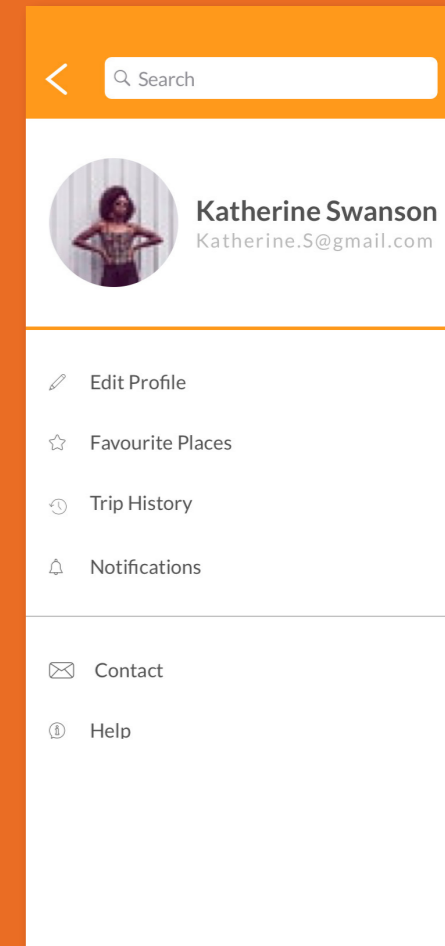 Search
Katherine Swanson
Katherine.S@gmail.com
Edit Profile
Favourite Places
Trip History
Notifications
Contact
Help